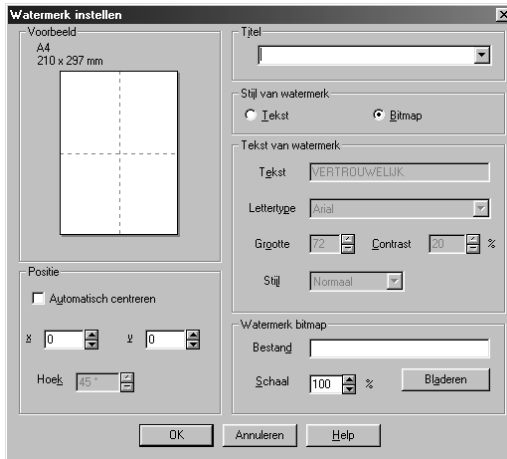 Watermerk instellen
Voorbeeld
A4
210 x 297 mm
Positie
Automatisch centreren
x 0 y 0
Hoek 45 °
Titel
Stijl van watermerk
Tekst Bitmap
Tekst van watermerk
Tekst VERTROUWELIJK
Lettertype Arial
Grootte 72 Contrast 20 %
Stijl Normaal
Watermerk bitmap
Bestand
Schaal 100 % Bladeren
OK Annuleren Help